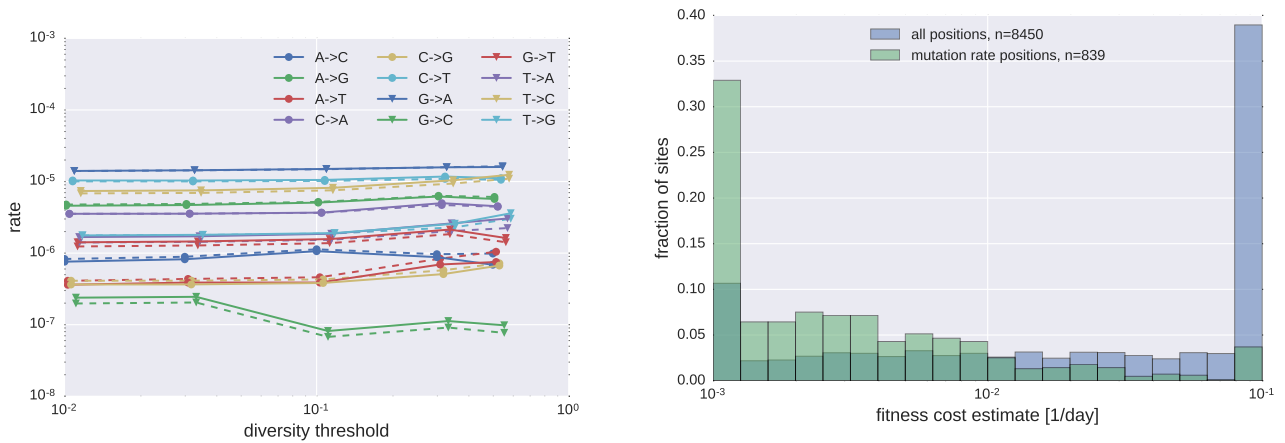 10-3
10-4
10-5
10-6
10-7
10-8
rate
A->C
A->G
A->T
C->A
C->G
C->T
G->A
G->C
G->T
T->A
T->C
T->G
10-2
10-1
100
diversity threshold
0.40
0.35
0.30
0.25
0.20
0.15
0.10
0.05
0.00
fraction of sites
all positions, n=8450
mutation rate positions, n=839
10-3
10-2
10-1
fitness cost estimate [1/day]